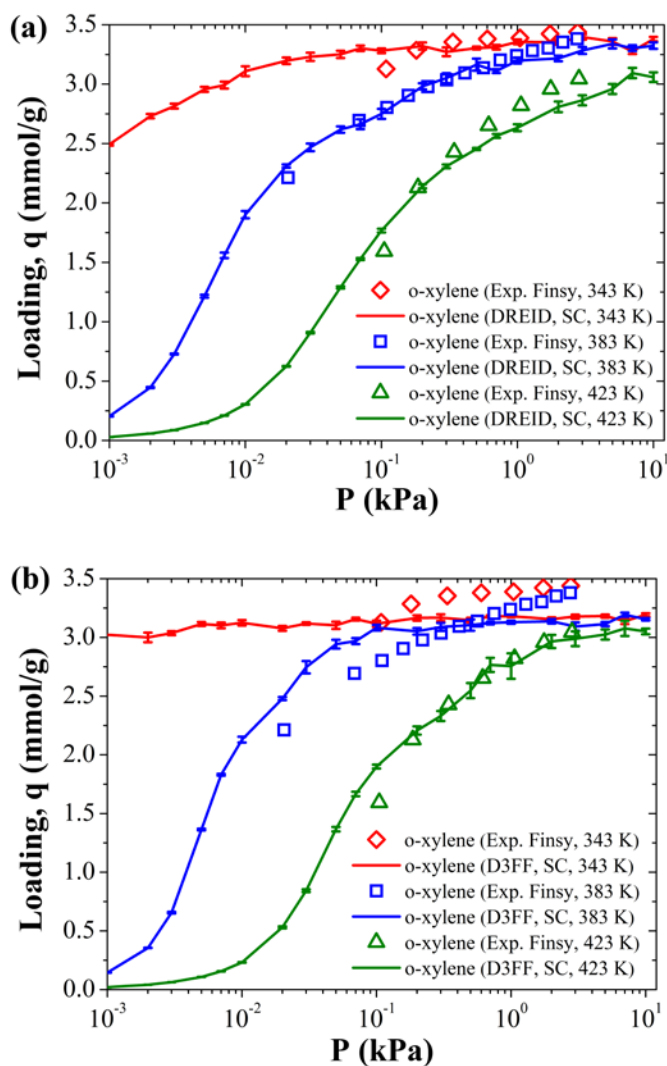 (a)
3.5
3.0
2.5
2.0
1.5
1.0
0.5
0.0
Loading, q (mmol/g)
o-xylene (Exp. Finsy, 343 K)
o-xylene (DREID, SC, 343 K)
o-xylene (Exp. Finsy, 383 K)
o-xylene (DREID, SC, 383 K)
o-xylene (Exp. Finsy, 423 K)
o-xylene (DREID, SC, 423 K)
10⁻³ 10⁻² 10⁻¹ 10⁰ 10¹
P (kPa)
(b)
3.5
3.0
2.5
2.0
1.5
1.0
0.5
0.0
Loading, q (mmol/g)
o-xylene (Exp. Finsy, 343 K)
o-xylene (D3FF, SC, 343 K)
o-xylene (Exp. Finsy, 383 K)
o-xylene (D3FF, SC, 383 K)
o-xylene (Exp. Finsy, 423 K)
o-xylene (D3FF, SC, 423 K)
10⁻³ 10⁻² 10⁻¹ 10⁰ 10¹
P (kPa)